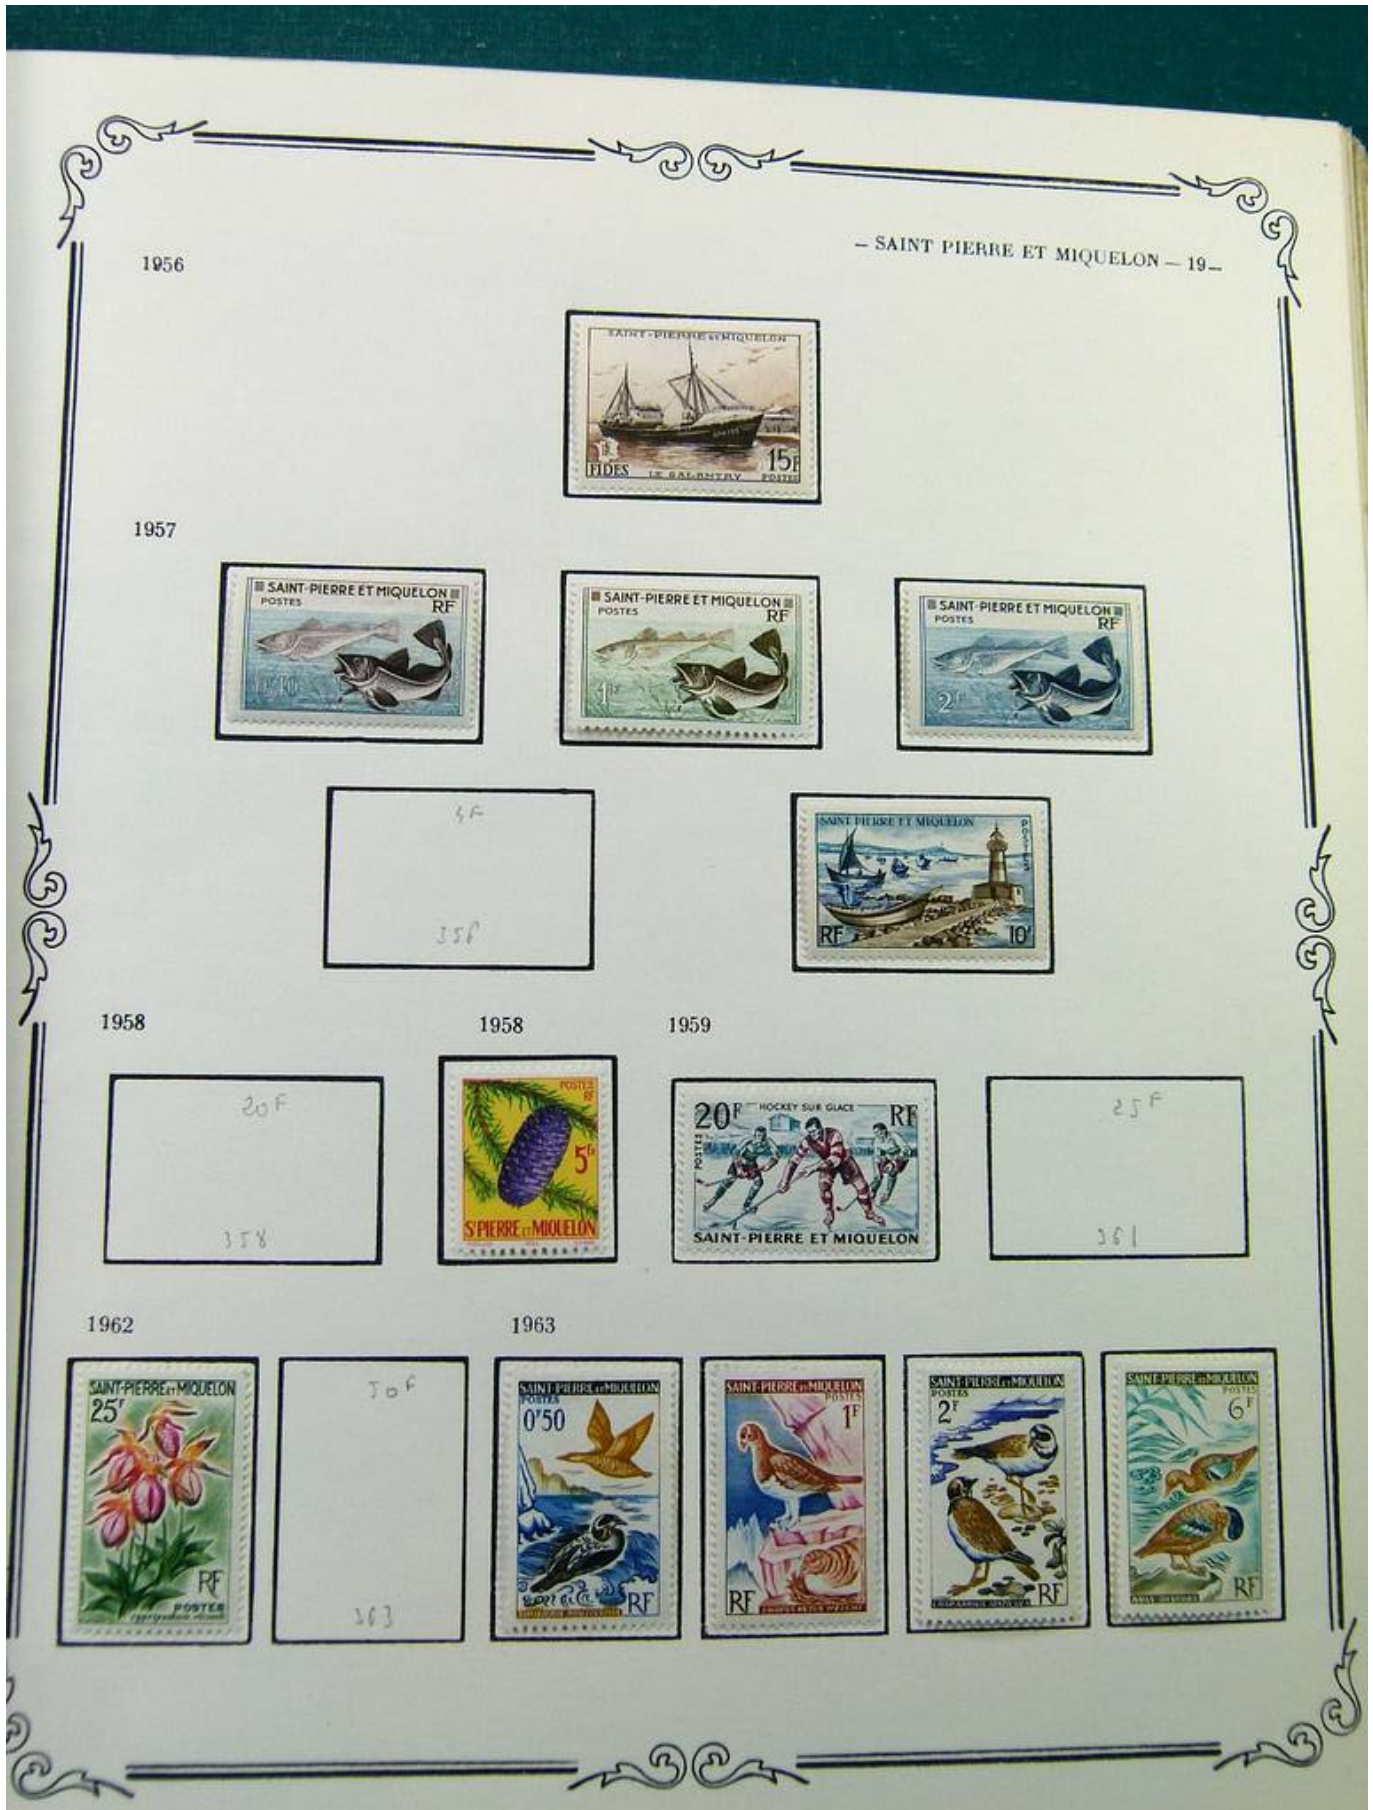 — SAINT PIERRE ET MIQUELON — 19 —
1956
SAINT-PIERRE ET MIQUELON
15F
FIDES
LE GALANTRY
POSTES
1957
SAINT-PIERRE ET MIQUELON
POSTES
RF
SAINT-PIERRE ET MIQUELON
POSTES
RF
1F
SAINT-PIERRE ET MIQUELON
POSTES
RF
2F
4F
356
SAINT PIERRE ET MIQUELON
POSTES
RF
10F
1958
1958
1959
20F
358
POSTES
RF
5F
St PIERRE ET MIQUELON
20F
HOCKEY SUR GLACE
RF
POSTES
SAINT-PIERRE ET MIQUELON
25F
361
1962
1963
SAINT-PIERRE ET MIQUELON
25F
RF
POSTES
50F
363
SAINT-PIERRE ET MIQUELON
POSTES
0F50
RF
SAINT-PIERRE ET MIQUELON
POSTES
1F
RF
SAINT-PIERRE ET MIQUELON
POSTES
2F
RF
SAINT-PIERRE ET MIQUELON
POSTES
6F
RF